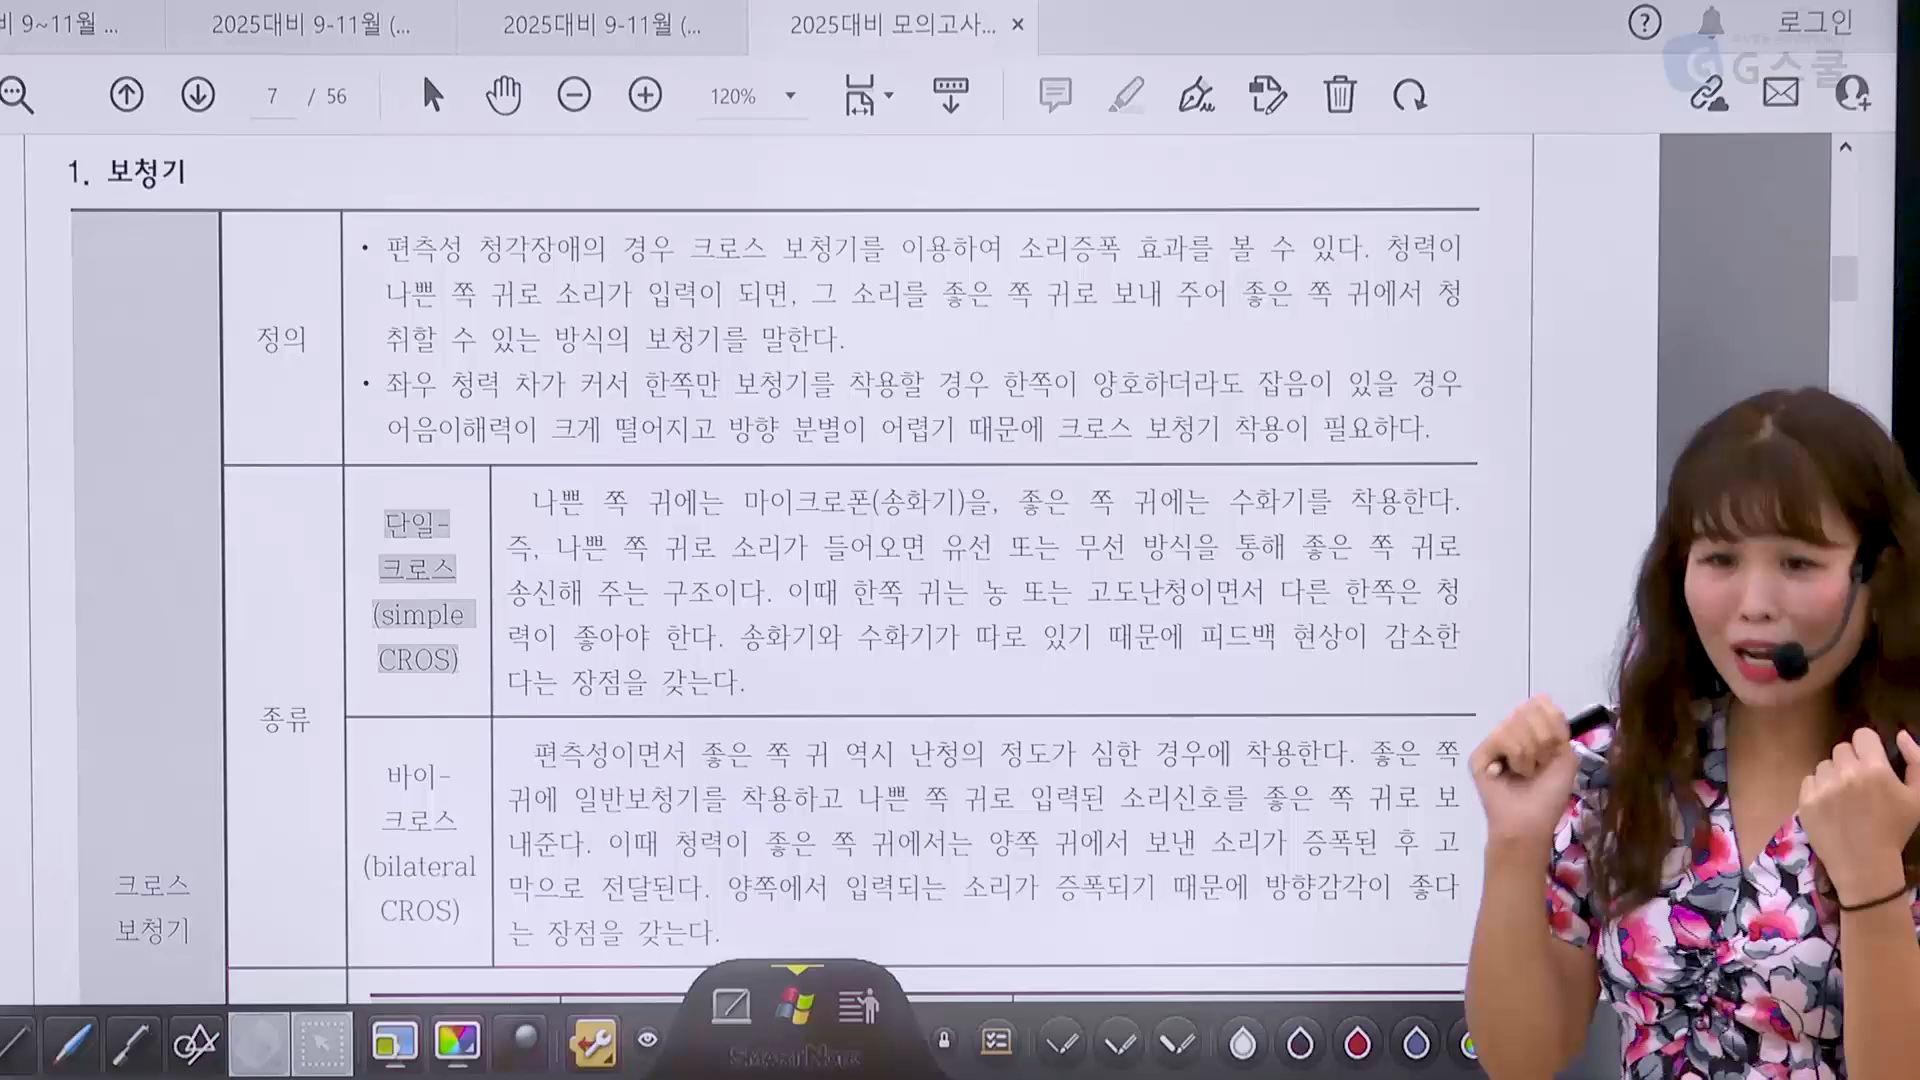 비 9~11월 ...
2025대비 9-11월 (...
2025대비 9-11월 (...
2025대비 모의고사...
로그인
G스쿨
7 / 56
120%
1. 보청기
크로스
보청기
정의
• 편측성 청각장애의 경우 크로스 보청기를 이용하여 소리증폭 효과를 볼 수 있다. 청력이
나쁜 쪽 귀로 소리가 입력이 되면, 그 소리를 좋은 쪽 귀로 보내 주어 좋은 쪽 귀에서 청
취할 수 있는 방식의 보청기를 말한다.
• 좌우 청력 차가 커서 한쪽만 보청기를 착용할 경우 한쪽이 양호하더라도 잡음이 있을 경우
어음이해력이 크게 떨어지고 방향 분별이 어렵기 때문에 크로스 보청기 착용이 필요하다.
종류
단일-
크로스
(simple
CROS)
나쁜 쪽 귀에는 마이크로폰(송화기)을, 좋은 쪽 귀에는 수화기를 착용한다.
즉, 나쁜 쪽 귀로 소리가 들어오면 유선 또는 무선 방식을 통해 좋은 쪽 귀로
송신해 주는 구조이다. 이때 한쪽 귀는 농 또는 고도난청이면서 다른 한쪽은 청
력이 좋아야 한다. 송화기와 수화기가 따로 있기 때문에 피드백 현상이 감소한
다는 장점을 갖는다.
바이-
크로스
(bilateral
CROS)
편측성이면서 좋은 쪽 귀 역시 난청의 정도가 심한 경우에 착용한다. 좋은 쪽
귀에 일반보청기를 착용하고 나쁜 쪽 귀로 입력된 소리신호를 좋은 쪽 귀로 보
내준다. 이때 청력이 좋은 쪽 귀에서는 양쪽 귀에서 보낸 소리가 증폭된 후 고
막으로 전달된다. 양쪽에서 입력되는 소리가 증폭되기 때문에 방향감각이 좋다
는 장점을 갖는다.
SMARTNOTE